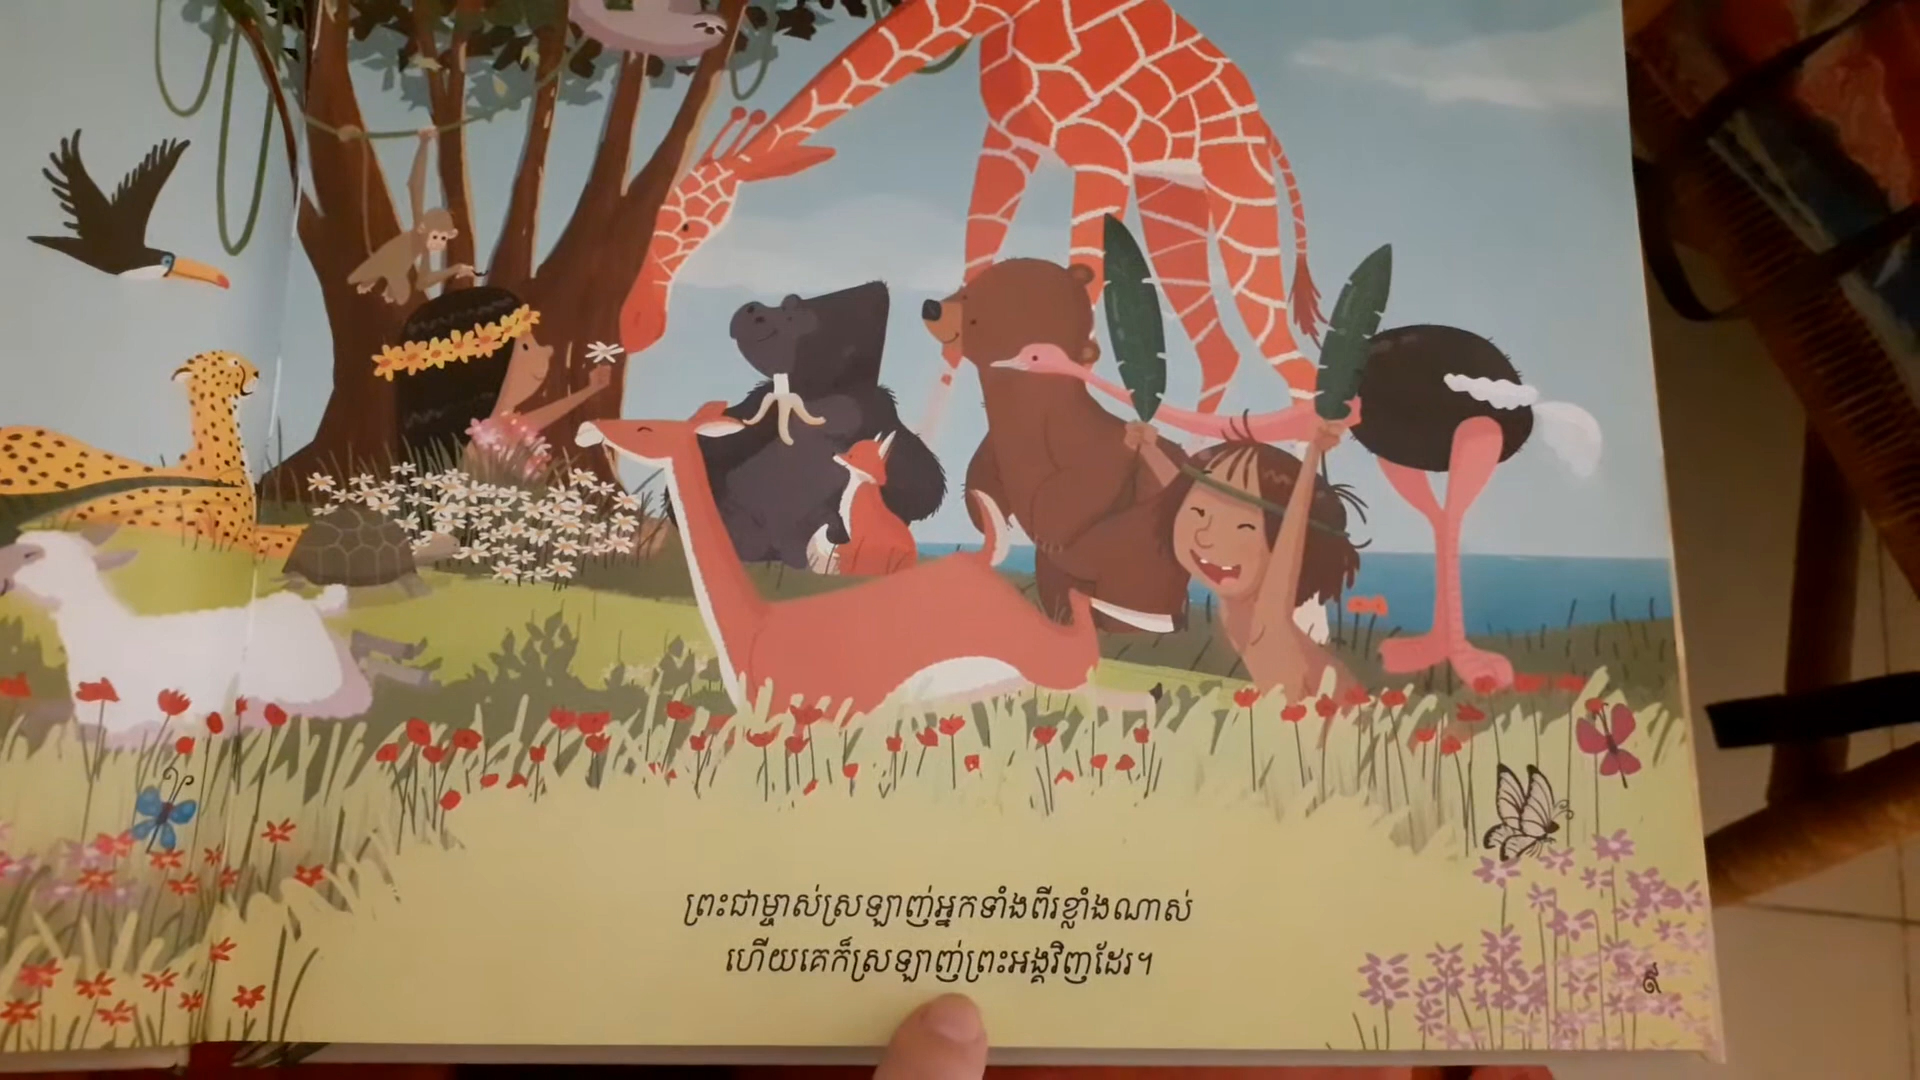 ព្រះជាម្ចាស់ស្រឡាញ់អ្នកទាំងពីរខ្លាំងណាស់
ហើយគេក៏ស្រឡាញ់ព្រះអង្គវិញដែរ។
៩